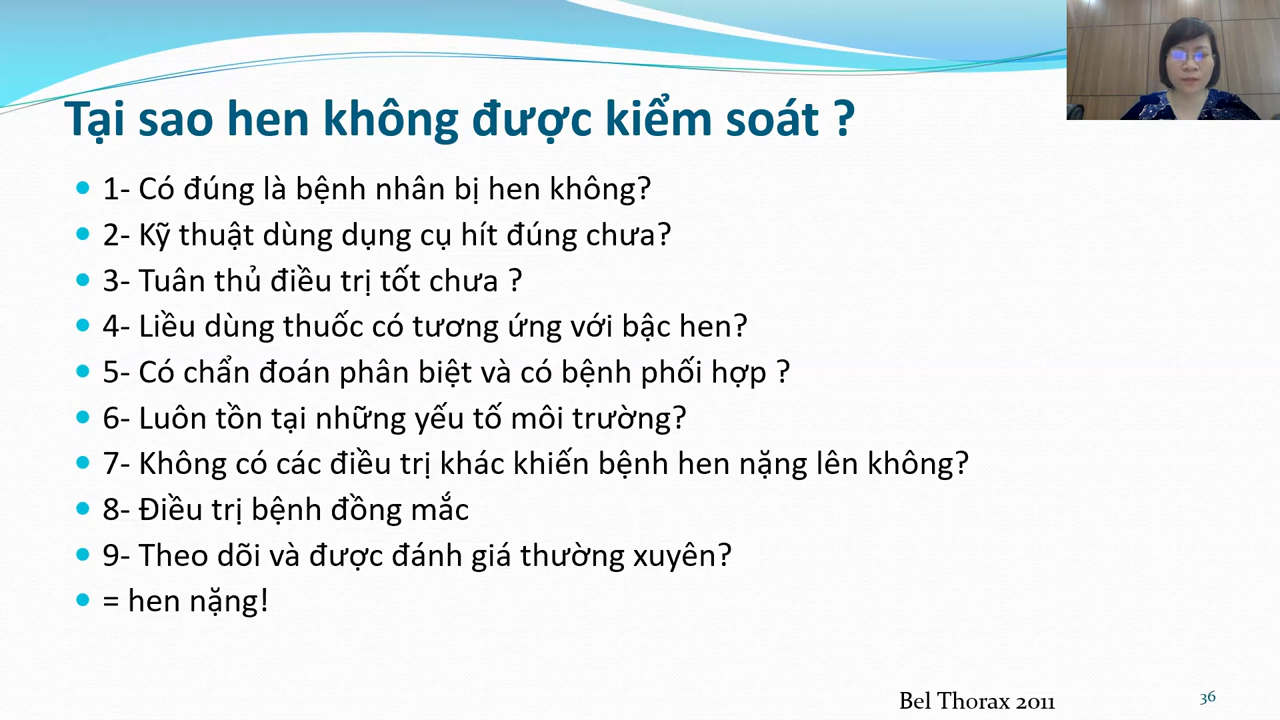 Tại sao hen không được kiểm soát ?
1- Có đúng là bệnh nhân bị hen không?
2- Kỹ thuật dùng dụng cụ hít đúng chưa?
3- Tuân thủ điều trị tốt chưa ?
4- Liều dùng thuốc có tương ứng với bậc hen?
5- Có chẩn đoán phân biệt và có bệnh phối hợp ?
6- Luôn tồn tại những yếu tố môi trường?
7- Không có các điều trị khác khiến bệnh hen nặng lên không?
8- Điều trị bệnh đồng mắc
9- Theo dõi và được đánh giá thường xuyên?
= hen nặng!
Bel Thorax 2011
36